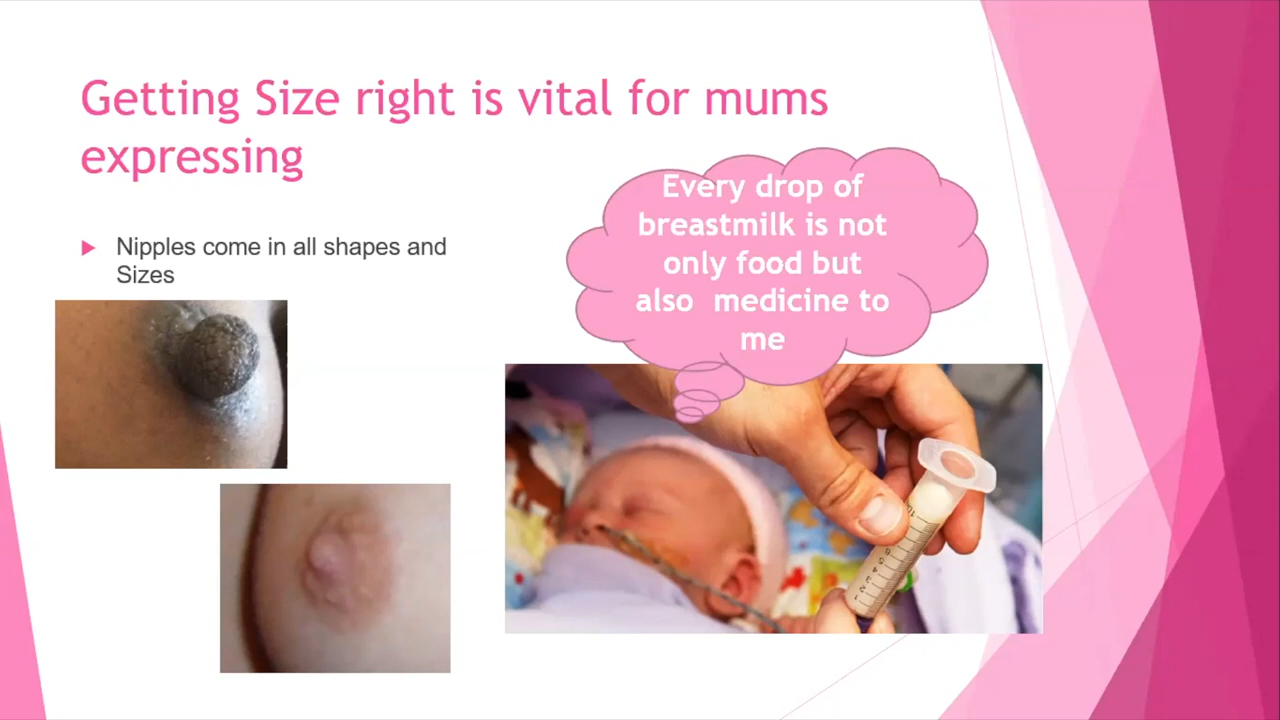 Getting Size right is vital for mums
expressing
Nipples come in all shapes and
Sizes
Every drop of
breastmilk is not
only food but
also medicine to
me